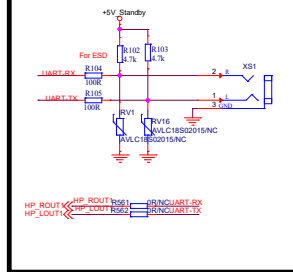 +5V_Standby
R102
4.7k
R103
4.7k
For ESD
XS1
UART-RX
R104
100R
2
R
UART-TX
R105
100R
1
L
3
GND
RV1
RV16
AVLC18S02015/NC
AVLC18S02015/NC
HP_ROUT1
HP_ROUT1
R561
0R/NC
UART-RX
HP_LOUT1
HP_LOUT1
R562
0R/NC
UART-TX